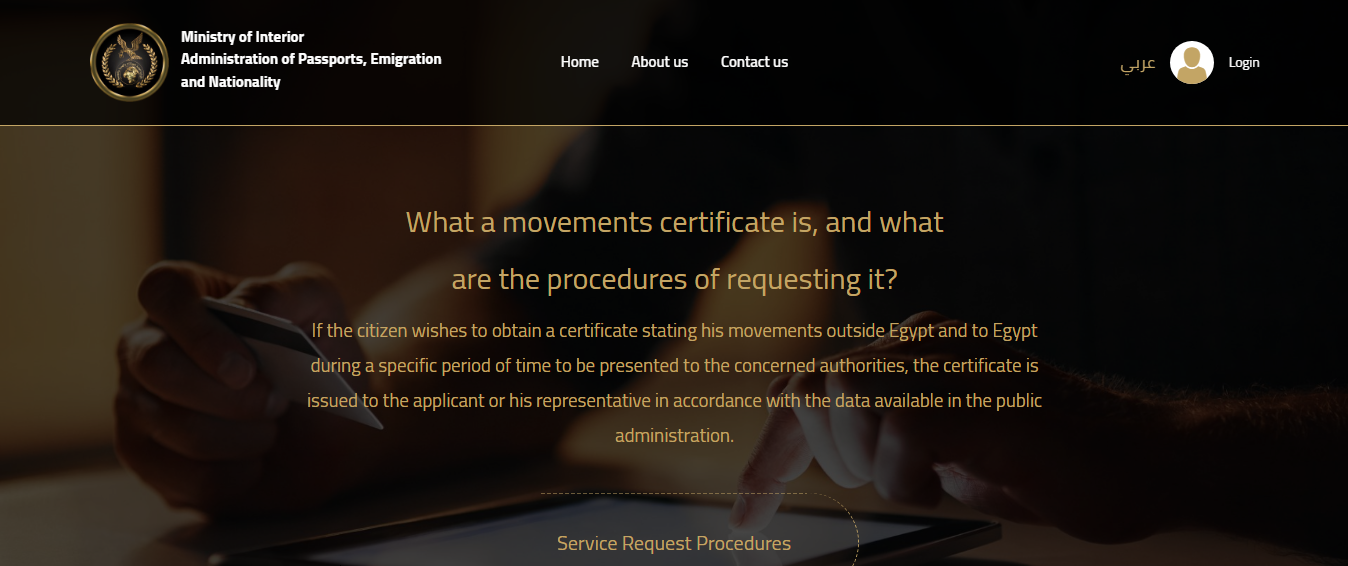 Ministry of Interior
Administration of Passports, Emigration
and Nationality
Home
About us
Contact us
عربي
Login
What a movements certificate is, and what
are the procedures of requesting it?
If the citizen wishes to obtain a certificate stating his movements outside Egypt and to Egypt
during a specific period of time to be presented to the concerned authorities, the certificate is
issued to the applicant or his representative in accordance with the data available in the public
administration.
Service Request Procedures